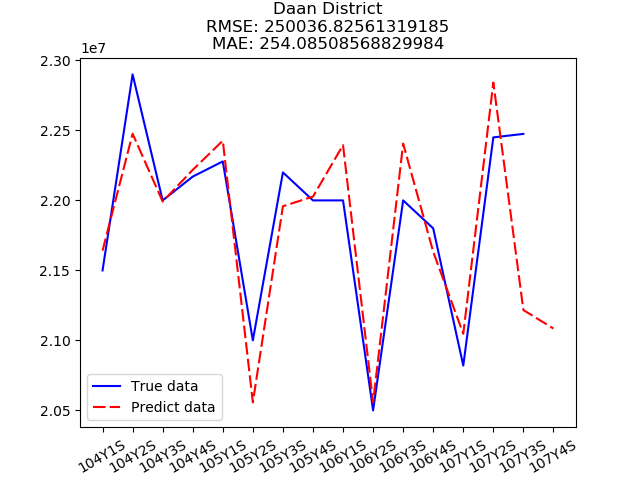 Daan District
RMSE: 250036.82561319185
MAE: 254.08508568829984
1e7
2.30
2.25
2.20
2.15
2.10
2.05
True data
Predict data
104Y1S 104Y2S 104Y3S 104Y4S 105Y1S 105Y2S 105Y3S 105Y4S 106Y1S 106Y2S 106Y3S 106Y4S 107Y1S 107Y2S 107Y3S 107Y4S